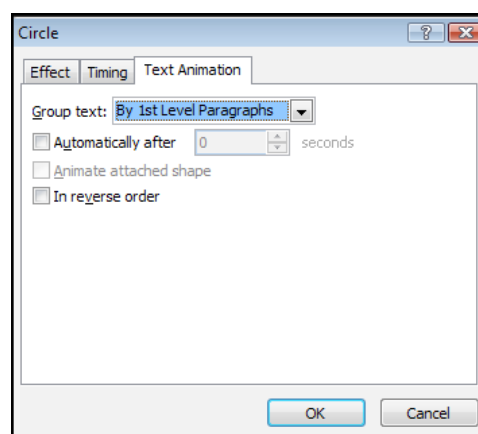 Circle
Effect Timing Text Animation
Group text: By 1st Level Paragraphs
Automatically after 0 seconds
Animate attached shape
In reverse order
OK Cancel